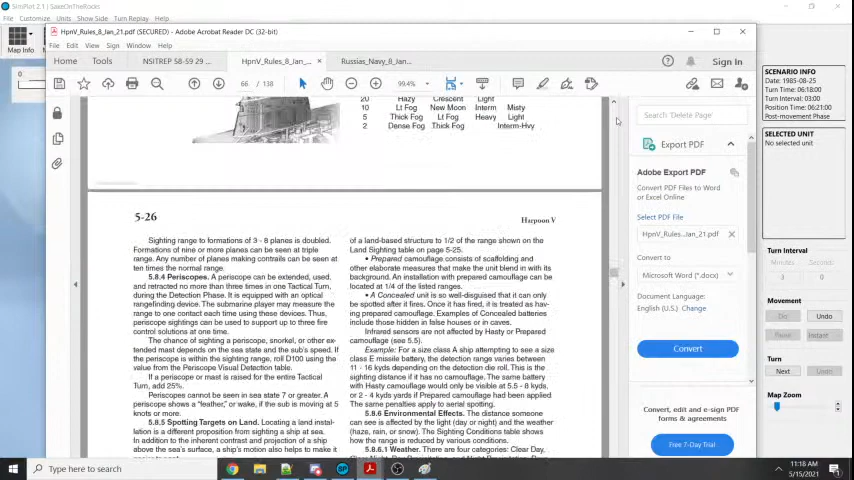 SimPlot 2.1 | SakeOnTheRocks
Customize Units Show Side Turn Replay
Map Info
0
HpnV_Rules_8_Jan_21.pdf (SECURED) - Adobe Acrobat Reader DC (32-bit)
File Edit View Sign Window Help
Home Tools NSITREP 58-59 29 ... HpnV_Rules_8_Jan_... × Russias_Navy_8_Jan... Sign In
66 / 138 99.4%
20 Hazy Crescent Light
10 Lt Fog New Moon Interm Misty
5 Thick Fog Lt Fog Heavy Light
2 Dense Fog Thick Fog Interm-Hvy
5-26
Harpoon V
Sighting range to formations of 3 - 8 planes is doubled.
Formations of nine or more planes can be seen at triple
range. Any number of planes making contrails can be seen at
ten times the normal range.
5.8.4 Periscopes. A periscope can be extended, used,
and retracted no more than three times in one Tactical Turn,
during the Detection Phase. It is equipped with an optical
rangefinding device. The submarine player may measure the
range to one contact each time using these devices. Thus,
periscope sightings can be used to support up to three fire
control solutions at one time.
The chance of sighting a periscope, snorkel, or other ex-
tended mast depends on the sea state and the sub's speed. If
the periscope is within the sighting range, roll D100 using the
value from the Periscope Visual Detection table.
If a periscope or mast is raised for the entire Tactical
Turn, add 25%.
Periscopes cannot be seen in sea state 7 or greater. A
periscope shows a "feather," or wake, if the sub is moving at 5
knots or more.
5.8.5 Spotting Targets on Land. Locating a land instal-
lation is a different proposition from sighting a ship at sea.
In addition to the inherent contrast and projection of a ship
above the sea's surface, a ship's motion also helps to make it
of a land-based structure to 1/2 of the range shown on the
Land Sighting table on page 5-25.
• Prepared camouflage consists of scaffolding and
other elaborate measures that make the unit blend in with its
background. An installation with prepared camouflage can be
located at 1/4 of the listed ranges.
• A Concealed unit is so well-disguised that it can only
be spotted after it fires. Once it has fired, it is treated as hav-
ing prepared camouflage. Examples of Concealed batteries
include those hidden in false houses or in caves.
Infrared sensors are not affected by Hasty or Prepared
camouflage (see 5.5).
Example: For a size class A ship attempting to see a size
class E missile battery, the detection range varies between
11 - 16 kyds depending on the detection die roll. This is the
sighting distance if it has no camouflage. The same battery
with Hasty camouflage would only be visible at 5.5 - 8 kyds,
or 2 - 4 kyds yards if Prepared camouflage had been applied
The same penalties apply to aerial spotting.
5.8.6 Environmental Effects. The distance someone
can see is affected by the light (day or night) and the weather
(haze, rain, or snow). The Sighting Conditions table shows
how the range is reduced by various conditions.
5.8.6.1 Weather. There are four categories: Clear Day,
Search 'Delete Page'
Export PDF
Adobe Export PDF
Convert PDF Files to Word
or Excel Online
Select PDF File
HpnV_Rules...Jan_21.pdf ×
Convert to
Microsoft Word (*.docx)
Document Language:
English (U.S.) Change
Convert
Convert, edit and e-sign PDF
forms & agreements
Free 7-Day Trial
SCENARIO INFO
Date: 1985-08-25
Turn Time: 06:18:00
Turn Interval: 03:00
Position Time: 06:21:00
Post-movement Phase
SELECTED UNIT
No selected unit
Turn Interval
Minutes Seconds
3 0
Movement
Do Undo
Pause Instant
Turn
Next Undo
Map Zoom
Type here to search
11:18 AM
5/15/2021